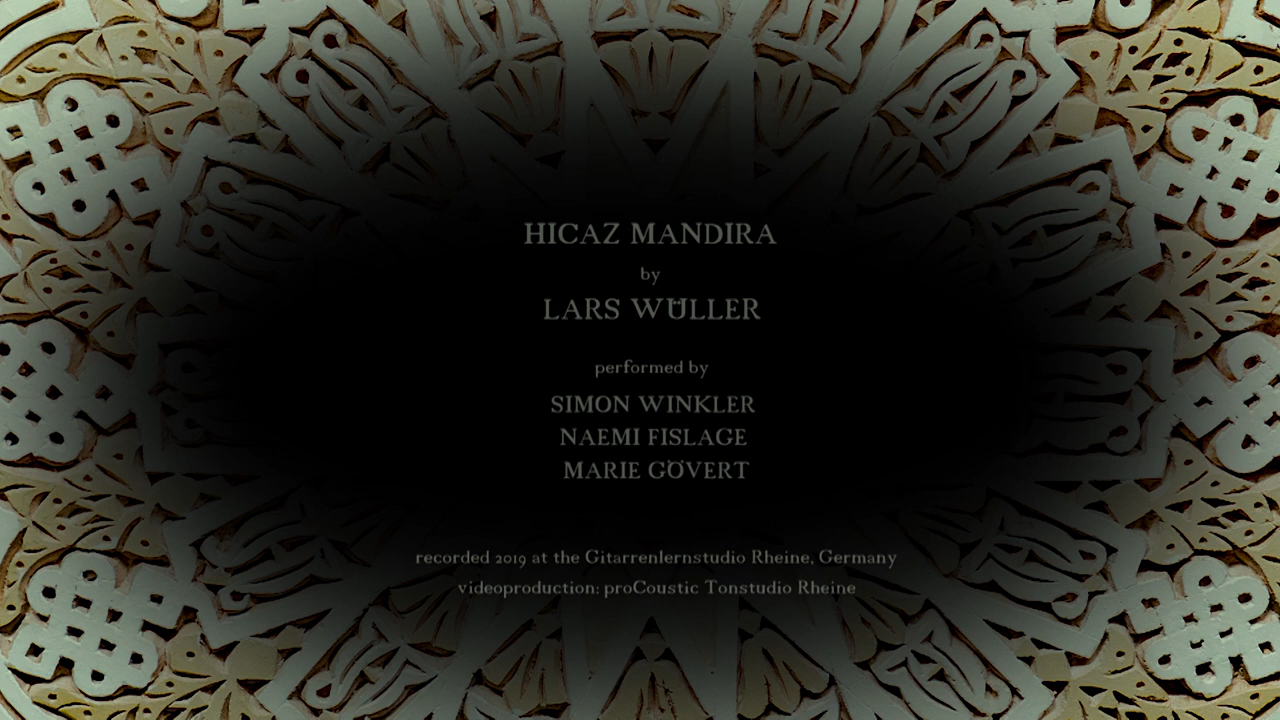 HICAZ MANDIRA
by
LARS WÜLLER
performed by
SIMON WINKLER
NAEMI FISLAGE
MARIE GÖVERT
recorded 2019 at the Gitarrenlernstudio Rheine, Germany
videoproduction: proCoustic Tonstudio Rheine